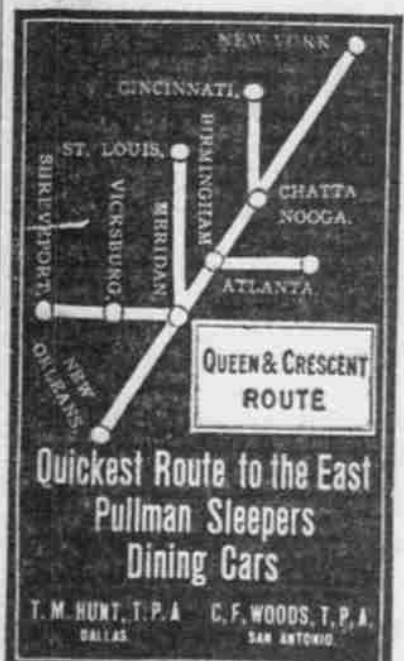 NEW YORK
CINCINNATI.
ST. LOUIS.
BIRMINGHAM
SHREVEPORT.
VICKSBURG.
MERIDAN
CHATTA
NOOGA.
ATLANTA
NEW
ORLEANS.
QUEEN & CRESCENT
ROUTE
Quickest Route to the East
Pullman Sleepers
Dining Cars
T. M. HUNT, T. P. A
DALLAS.
C. F. WOODS, T. P. A.
SAN ANTONIO.